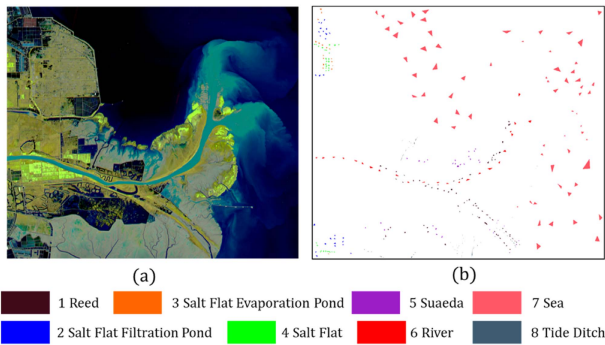 (a) (b)
1 Reed 3 Salt Flat Evaporation Pond 5 Suaeda 7 Sea
2 Salt Flat Filtration Pond 4 Salt Flat 6 River 8 Tide Ditch